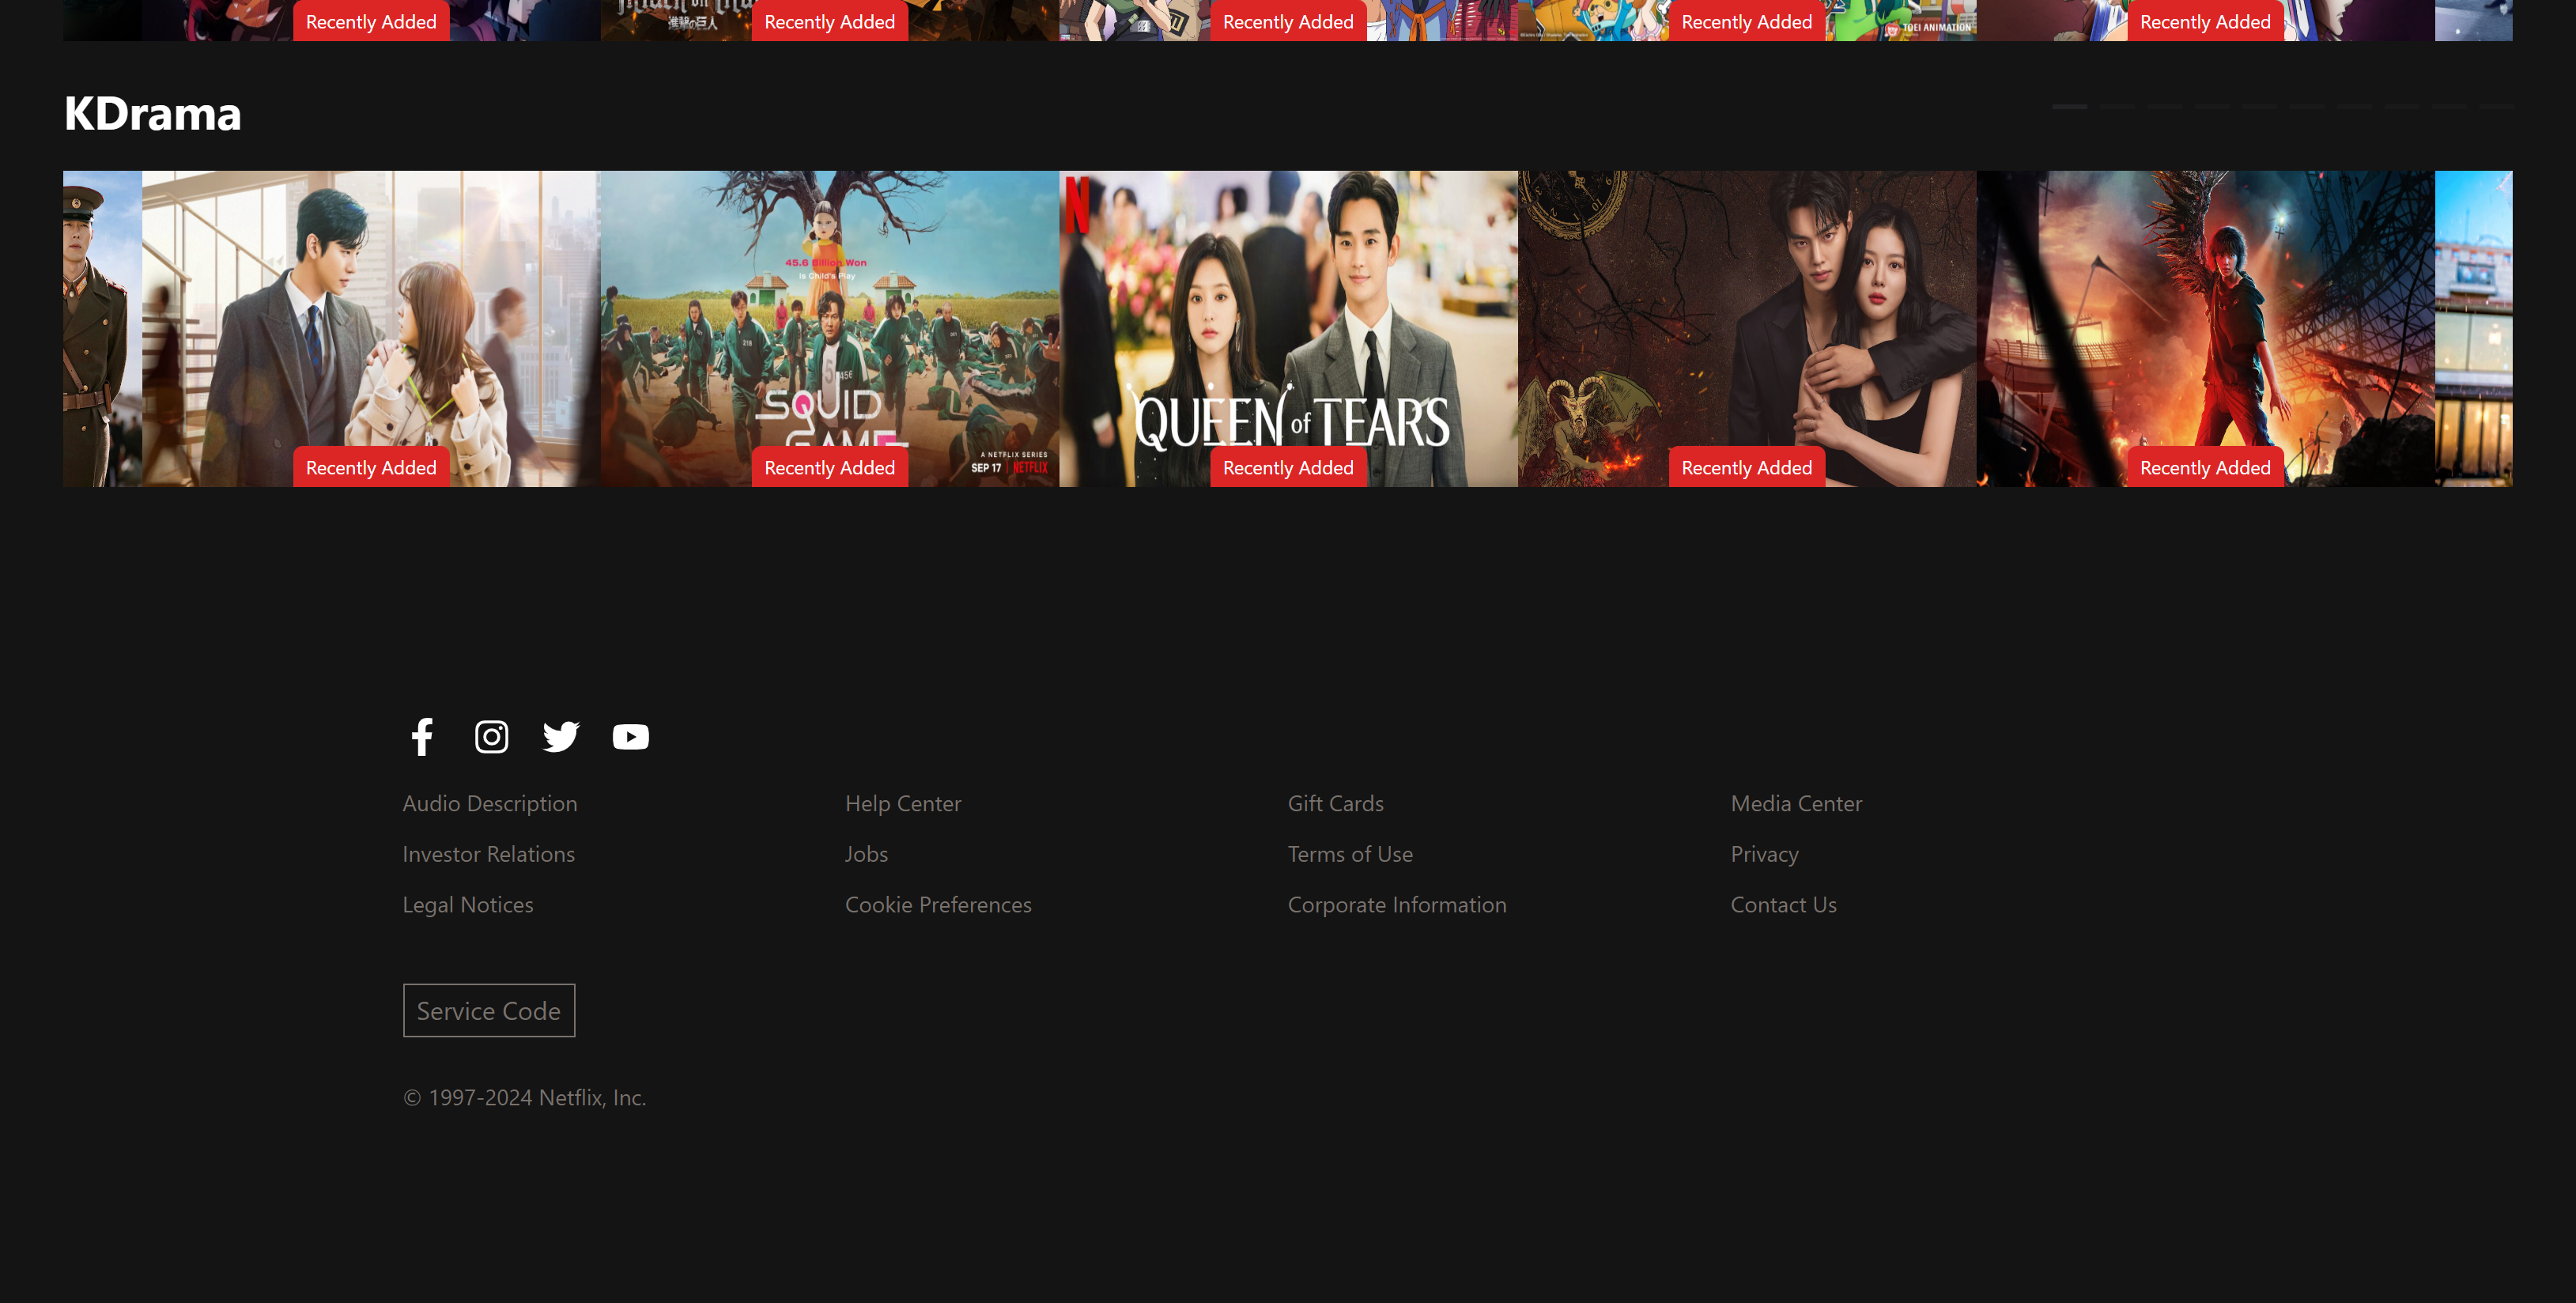 進撃の巨人
Recently Added
Recently Added
Recently Added
Recently Added
TOEI ANIMATION
Recently Added
KDrama
N
45.6 Billion Won
Is Child's Play
318
456
SQUID
GAME
A NETFLIX SERIES
SEP 17 | NETFLIX
QUEEN of TEARS
Recently Added
Recently Added
Recently Added
Recently Added
Recently Added
Audio Description
Help Center
Gift Cards
Media Center
Investor Relations
Jobs
Terms of Use
Privacy
Legal Notices
Cookie Preferences
Corporate Information
Contact Us
Service Code
© 1997-2024 Netflix, Inc.